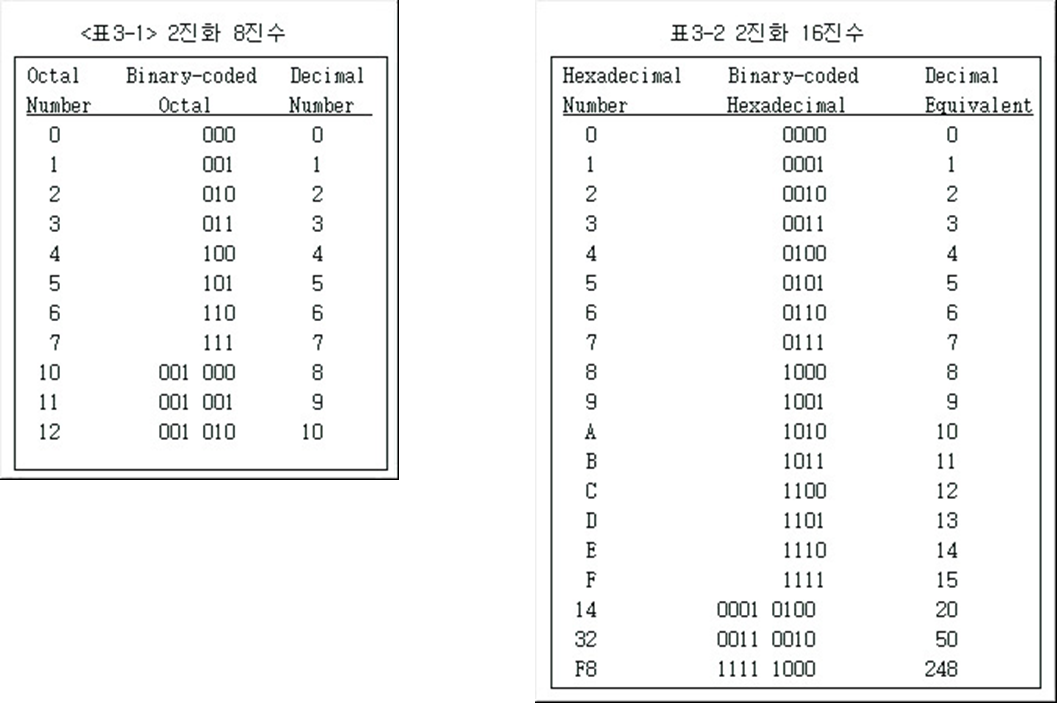 <표3-1> 2진화 8진수
Octal Binary-coded Decimal
Number Octal Number
0 000 0
1 001 1
2 010 2
3 011 3
4 100 4
5 101 5
6 110 6
7 111 7
10 001 000 8
11 001 001 9
12 001 010 10
표3-2 2진화 16진수
Hexadecimal Binary-coded Decimal
Number Hexadecimal Equivalent
0 0000 0
1 0001 1
2 0010 2
3 0011 3
4 0100 4
5 0101 5
6 0110 6
7 0111 7
8 1000 8
9 1001 9
A 1010 10
B 1011 11
C 1100 12
D 1101 13
E 1110 14
F 1111 15
14 0001 0100 20
32 0011 0010 50
F8 1111 1000 248